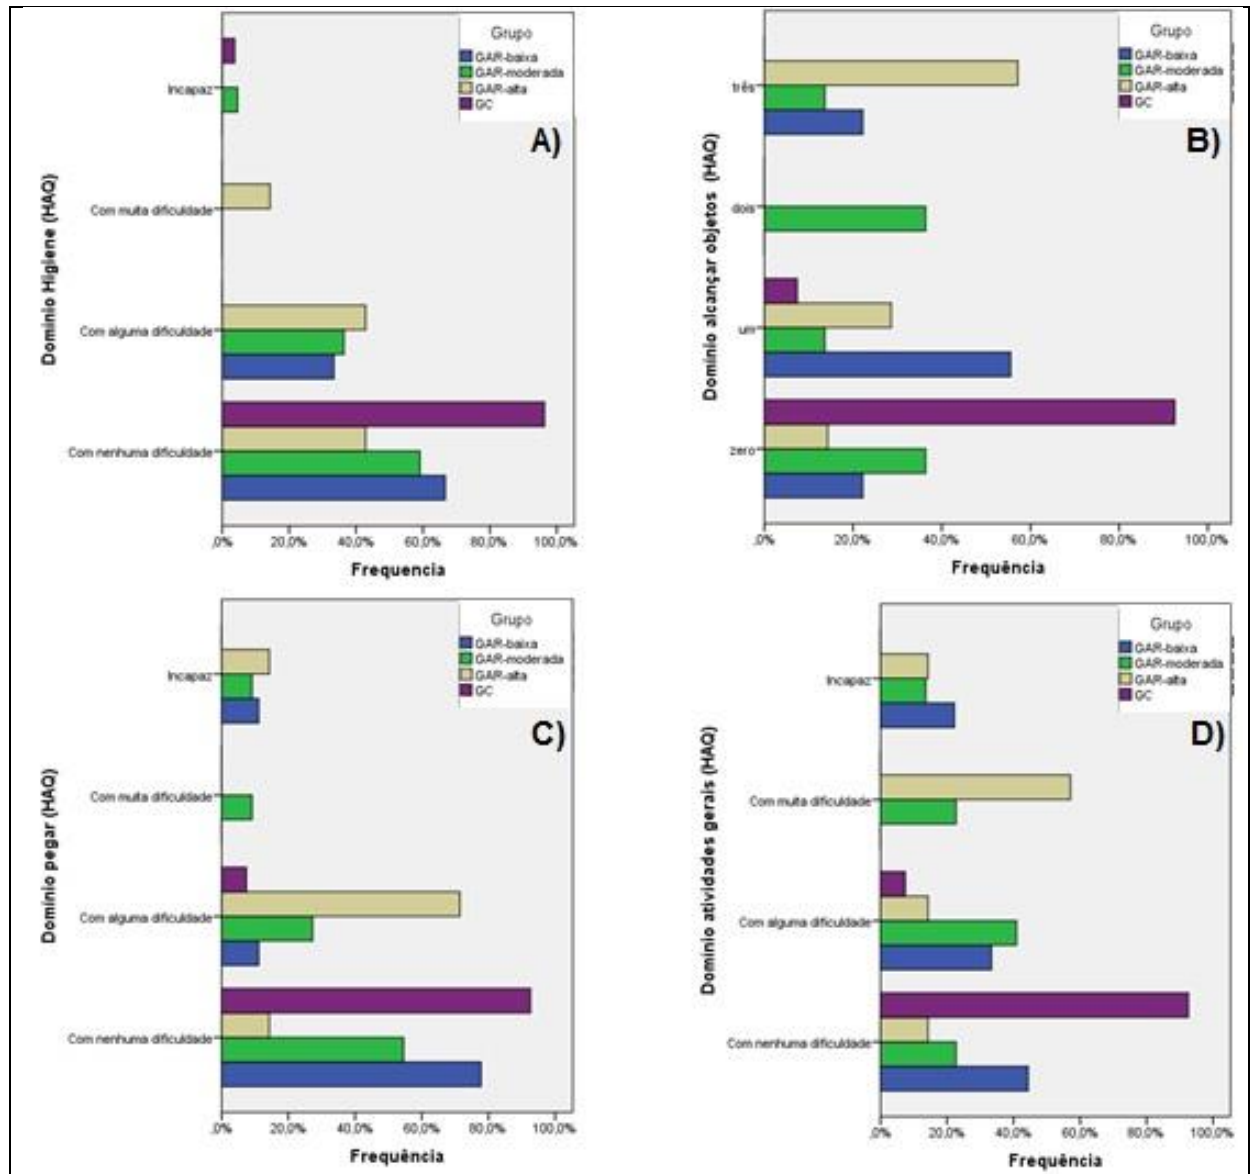 Grupo
GAR-baixa
GAR-moderada
GAR-alta
GC
A)
Domínio Higiene (HAQ)
Incapaz
Com muita dificuldade
Com alguma dificuldade
Com nenhuma dificuldade
,0% 20,0% 40,0% 60,0% 80,0% 100,0%
Frequencia
Grupo
GAR-baixa
GAR-moderada
GAR-alta
GC
B)
Domínio alcançar objetos (HAQ)
três
dois
um
zero
,0% 20,0% 40,0% 60,0% 80,0% 100,0%
Frequência
Grupo
GAR-baixa
GAR-moderada
GAR-alta
GC
C)
Domínio pegar (HAQ)
Incapaz
Com muita dificuldade
Com alguma dificuldade
Com nenhuma dificuldade
,0% 20,0% 40,0% 60,0% 80,0% 100,0%
Frequência
Grupo
GAR-baixa
GAR-moderada
GAR-alta
GC
D)
Domínio atividades gerais (HAQ)
Incapaz
Com muita dificuldade
Com alguma dificuldade
Com nenhuma dificuldade
,0% 20,0% 40,0% 60,0% 80,0% 100,0%
Frequência